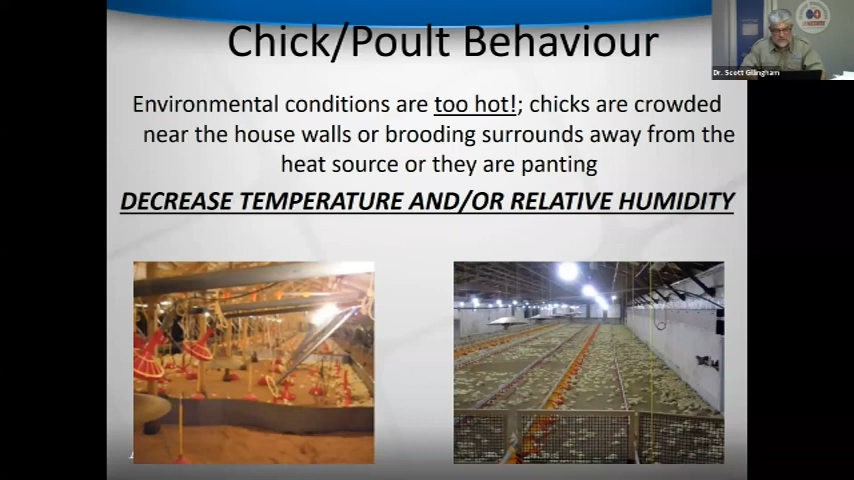 Chick/Poult Behaviour
Dr. Scott Gilingham
Environmental conditions are too hot!; chicks are crowded
near the house walls or brooding surrounds away from the
heat source or they are panting
DECREASE TEMPERATURE AND/OR RELATIVE HUMIDITY